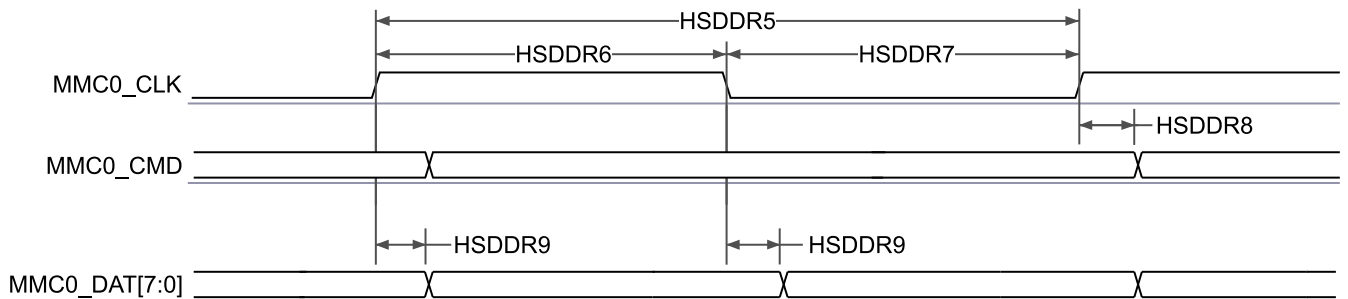 HSDDR5
HSDDR6 HSDDR7
MMC0_CLK
HSDDR8
MMC0_CMD
HSDDR9 HSDDR9
MMC0_DAT[7:0]